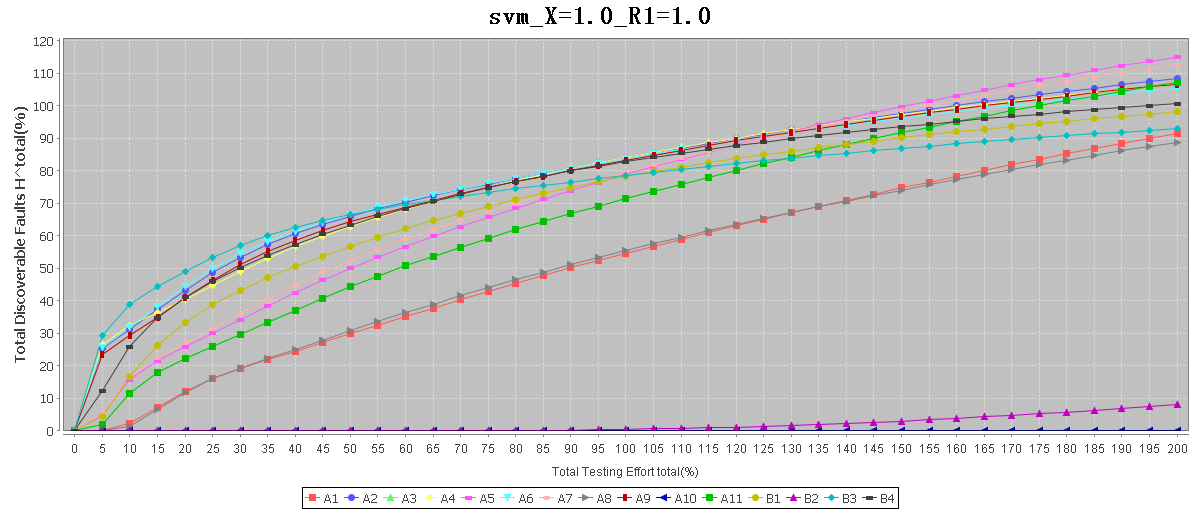 svm_X=1.0_R1=1.0
Total Discoverable Faults H^total(%)
120
110
100
90
80
70
60
50
40
30
20
10
0
0 5 10 15 20 25 30 35 40 45 50 55 60 65 70 75 80 85 90 95 100 105 110 115 120 125 130 135 140 145 150 155 160 165 170 175 180 185 190 195 200
Total Testing Effort total(%)
A1 A2 A3 A4 A5 A6 A7 A8 A9 A10 A11 B1 B2 B3 B4